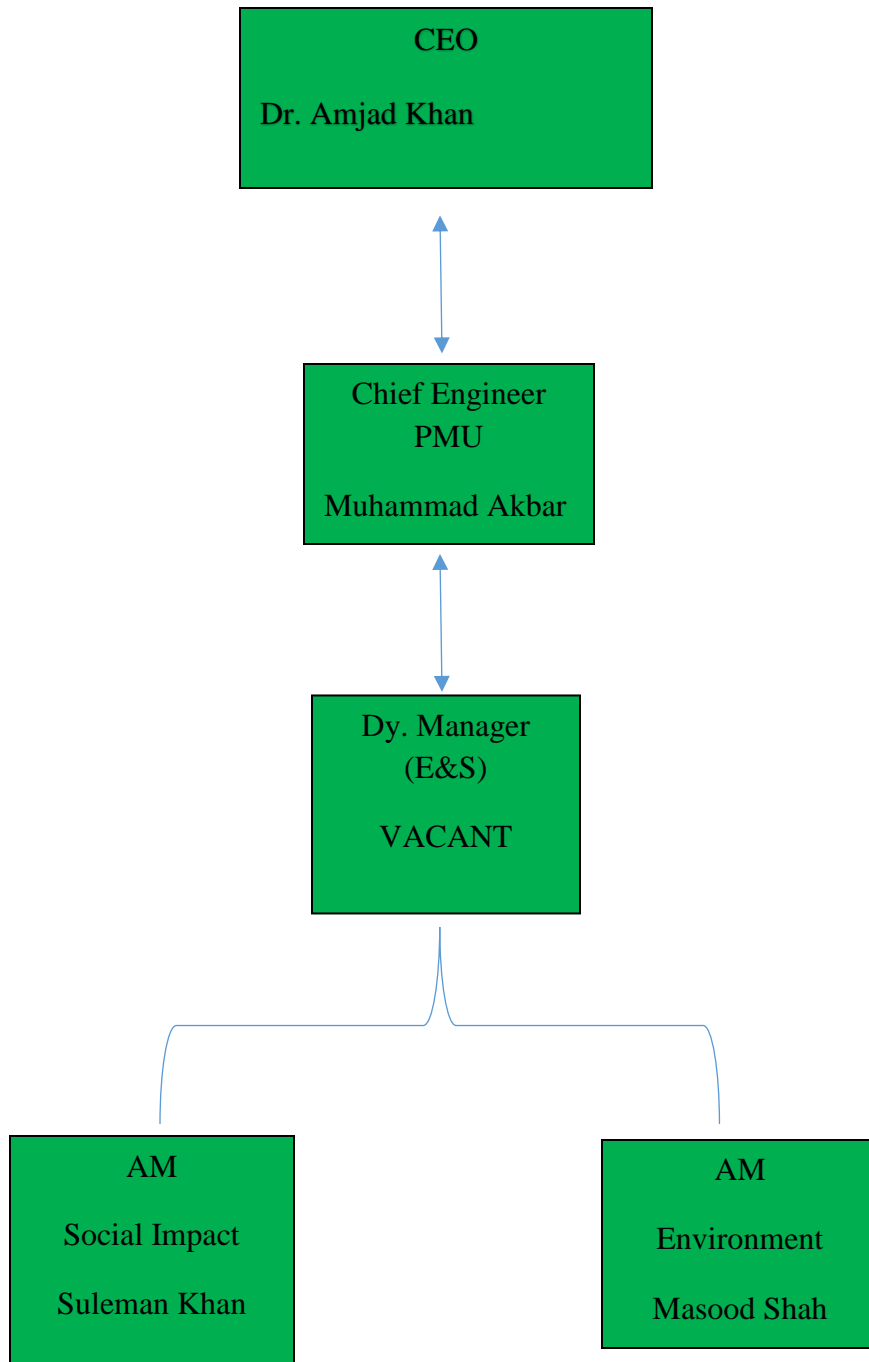 CEO
Dr. Amjad Khan
Chief Engineer
PMU
Muhammad Akbar
Dy. Manager
(E&S)
VACANT
AM
Social Impact
Suleman Khan
AM
Environment
Masood Shah